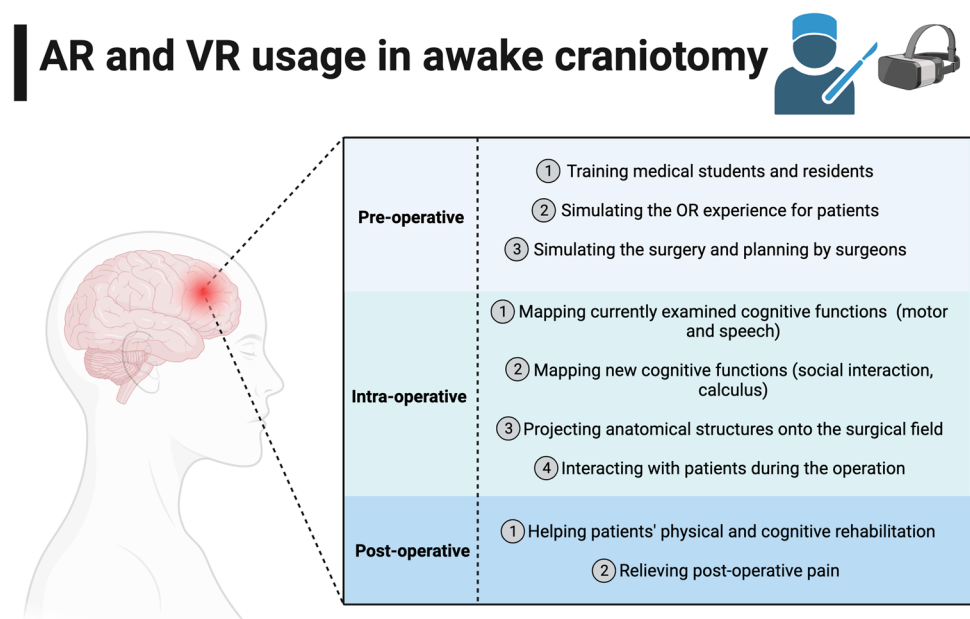 AR and VR usage in awake craniotomy
Pre-operative
1 Training medical students and residents
2 Simulating the OR experience for patients
3 Simulating the surgery and planning by surgeons
Intra-operative
1 Mapping currently examined cognitive functions (motor
and speech)
2 Mapping new cognitive functions (social interaction,
calculus)
3 Projecting anatomical structures onto the surgical field
4 Interacting with patients during the operation
Post-operative
1 Helping patients' physical and cognitive rehabilitation
2 Relieving post-operative pain